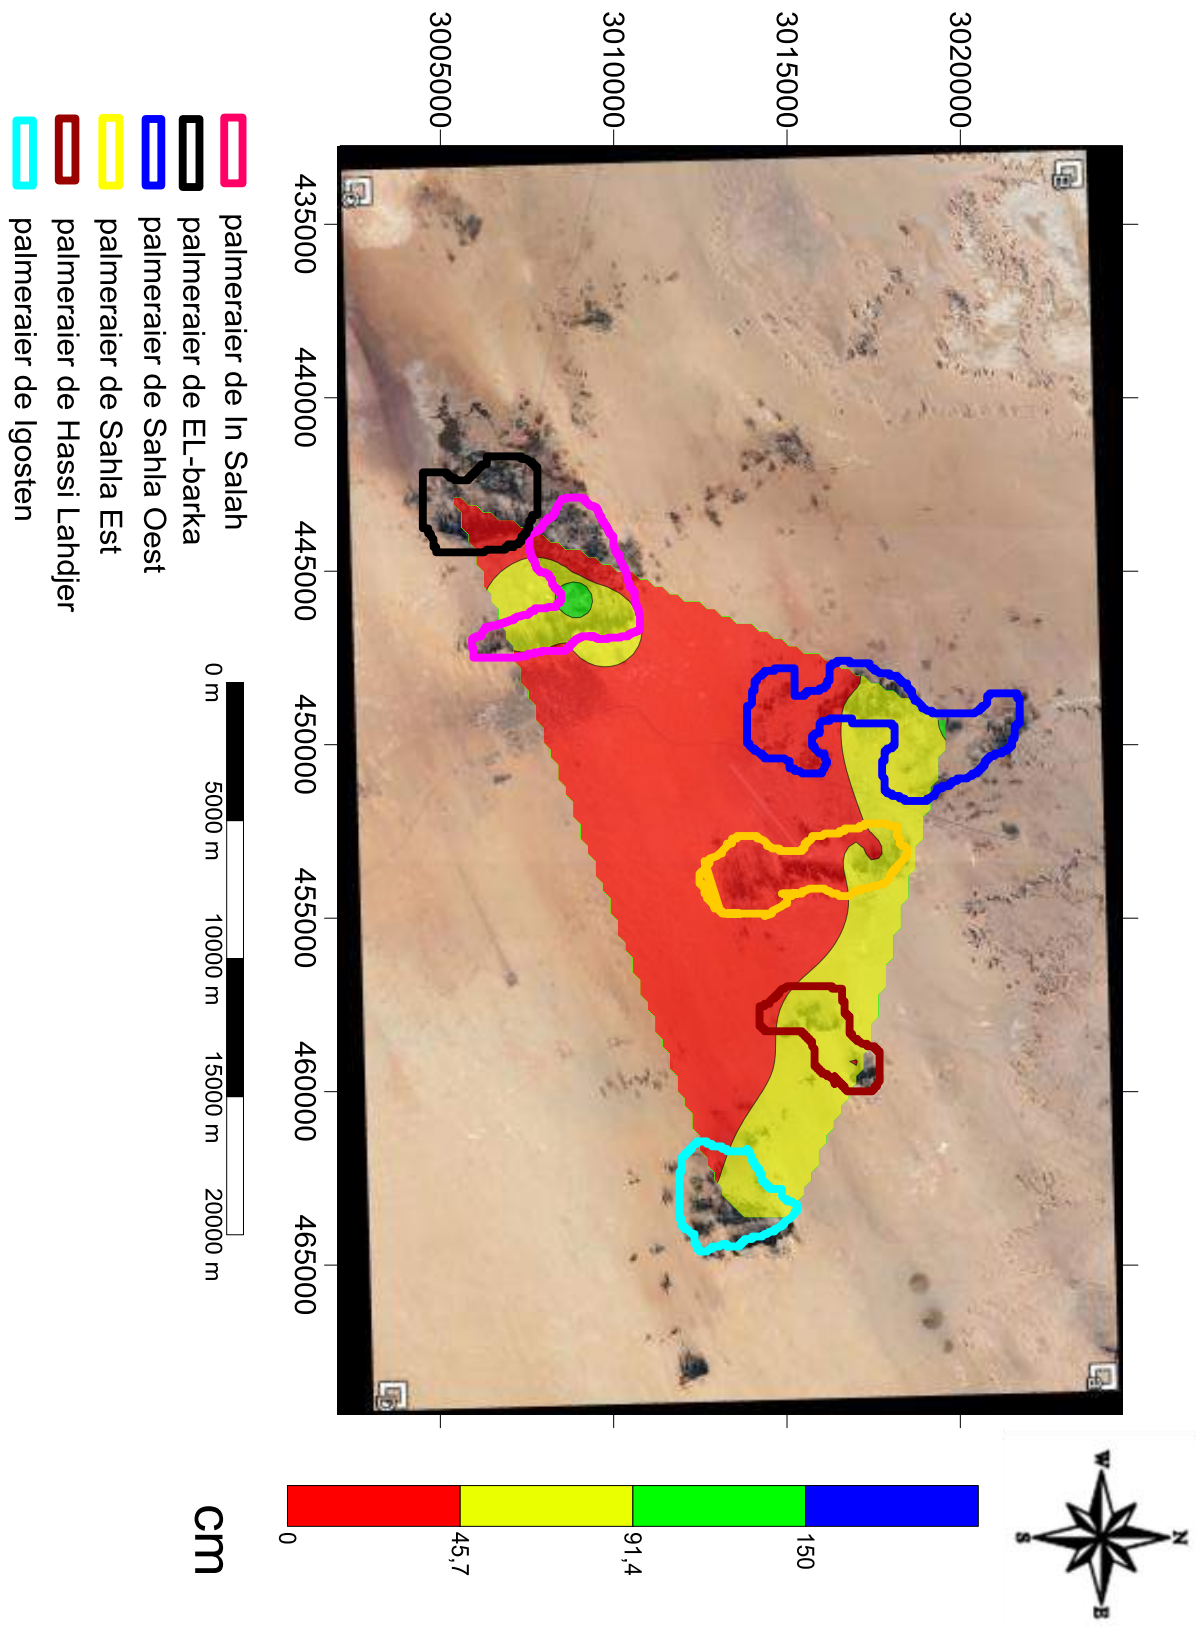 3005000
3010000
3015000
3020000
435000
440000
445000
450000
455000
460000
465000
palmeraier de In Salah
palmeraier de EL-barka
palmeraier de Sahla Oest
palmeraier de Sahla Est
palmeraier de Hassi Lahdjer
palmeraier de Igosten
0 m 5000 m 10000 m 15000 m 20000 m
0 45,7 91,4 150
cm
N
W
E
S